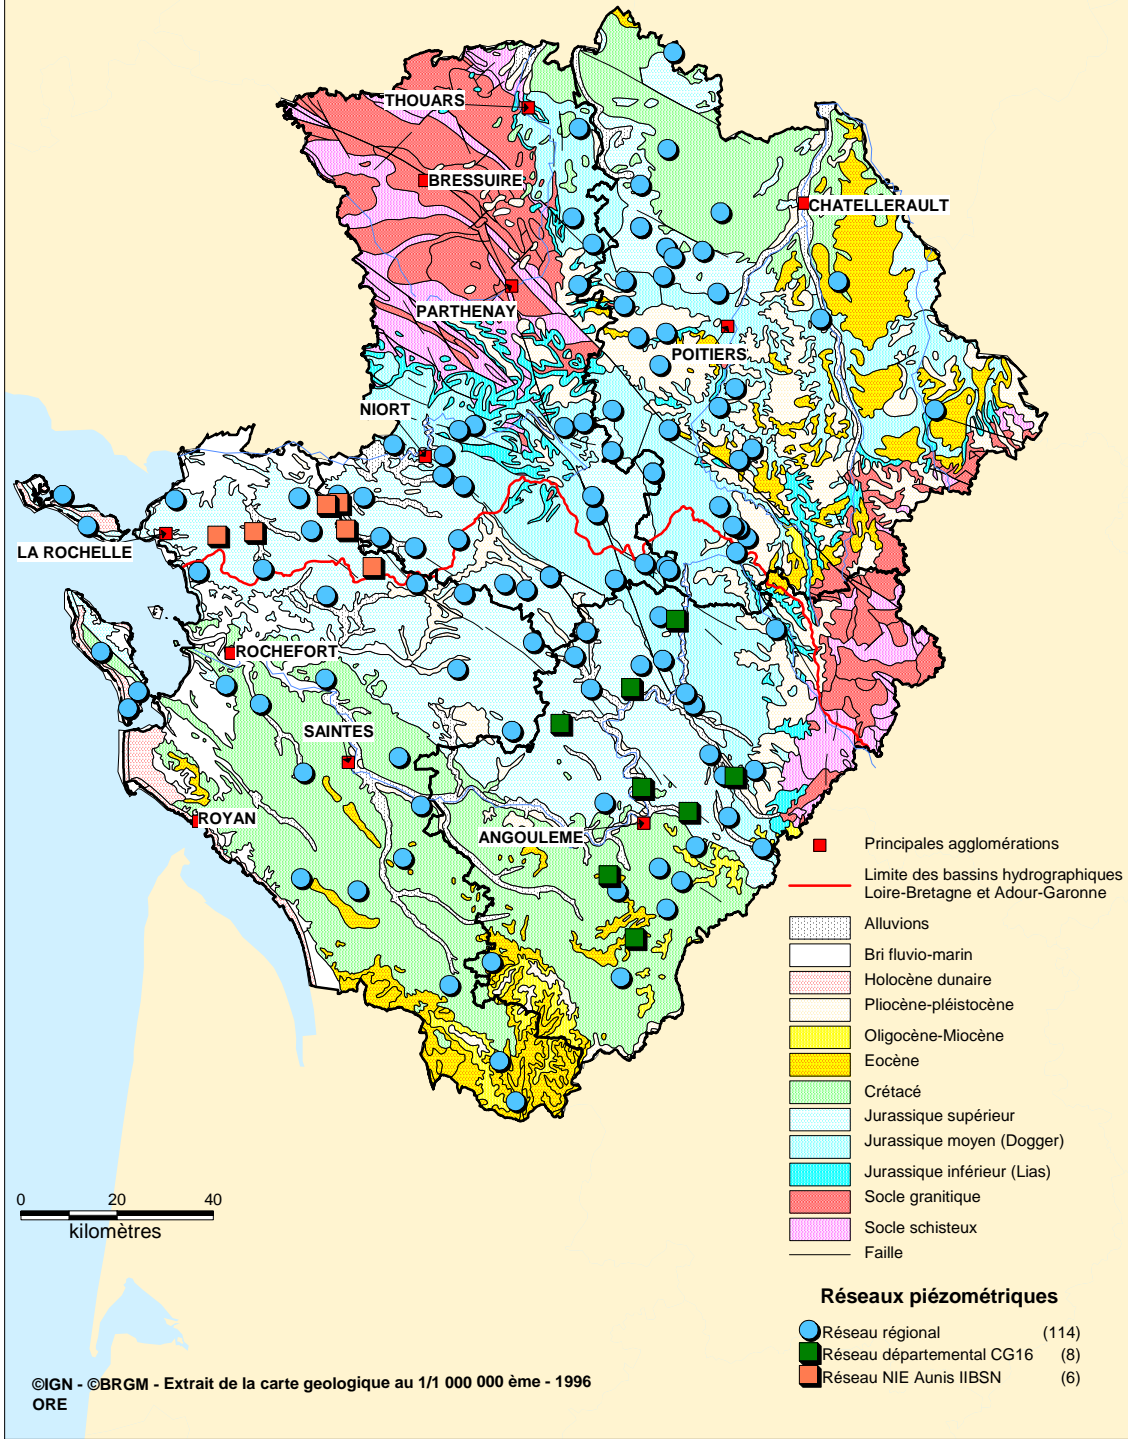 THOUARS
BRESSUIRE
CHATELLERAULT
PARTHENAY
POITIERS
NIORT
LA ROCHELLE
ROCHEFORT
SAINTES
ROYAN
ANGOULEME
Principales agglomérations
Limite des bassins hydrographiques
Loire-Bretagne et Adour-Garonne
Alluvions
Bri fluvio-marin
Holocène dunaire
Pliocène-pléistocène
Oligocène-Miocène
Eocène
Crétacé
Jurassique supérieur
Jurassique moyen (Dogger)
Jurassique inférieur (Lias)
Socle granitique
Socle schisteux
Faille
0 20 40
kilomètres
Réseaux piézométriques
Réseau régional (114)
Réseau départemental CG16 (8)
Réseau NIE Aunis IIBSN (6)
©IGN - ©BRGM - Extrait de la carte geologique au 1/1 000 000 ème - 1996
ORE